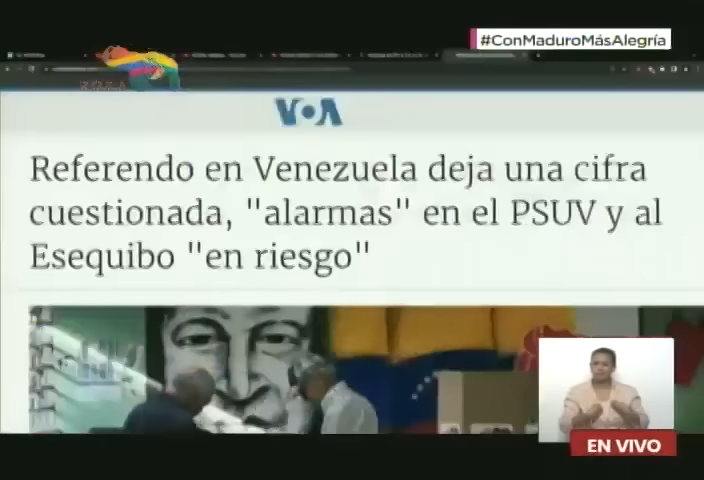 #ConMaduroMásAlegría
VOA
Referendo en Venezuela deja una cifra
cuestionada, "alarmas" en el PSUV y al
Esequibo "en riesgo"
EN VIVO